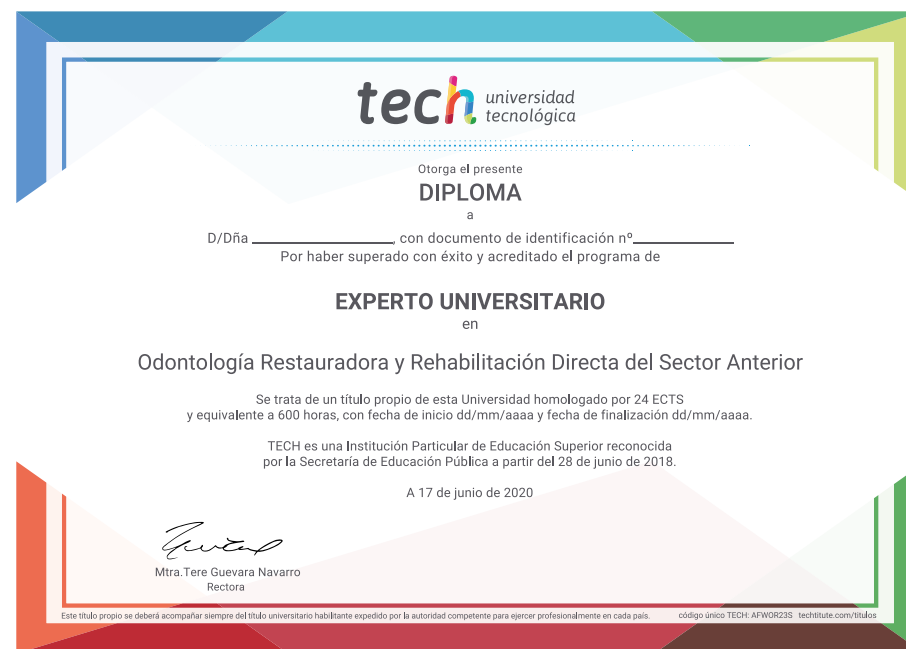 tech universidad
tecnológica
Otorga el presente
DIPLOMA
a
D/Dña ____________________, con documento de identificación nº______________
Por haber superado con éxito y acreditado el programa de
EXPERTO UNIVERSITARIO
en
Odontología Restauradora y Rehabilitación Directa del Sector Anterior
Se trata de un título propio de esta Universidad homologado por 24 ECTS
y equivalente a 600 horas, con fecha de inicio dd/mm/aaaa y fecha de finalización dd/mm/aaaa.
TECH es una Institución Particular de Educación Superior reconocida
por la Secretaría de Educación Pública a partir del 28 de junio de 2018.
A 17 de junio de 2020
Mtra.Tere Guevara Navarro
Rectora
Este título propio se deberá acompañar siempre del título universitario habilitante expedido por la autoridad competente para ejercer profesionalmente en cada país. código único TECH: AFWOR23S techtitute.com/titulos